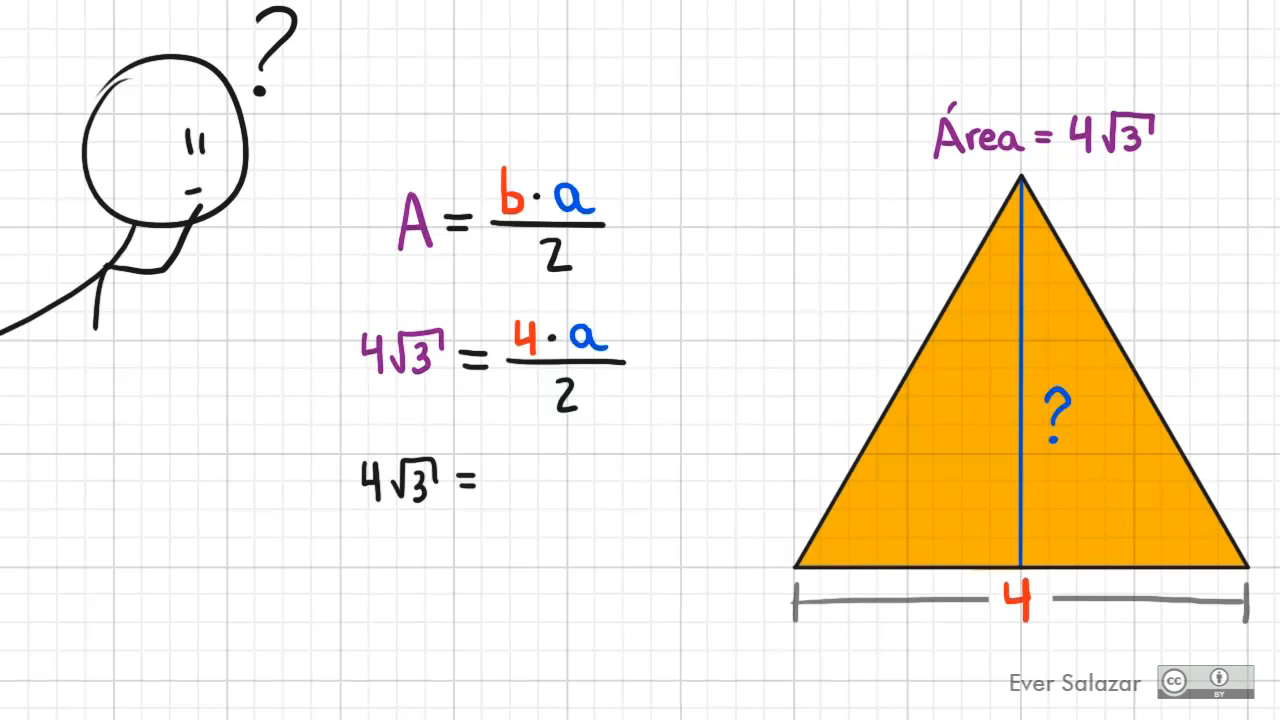 ?
A = b · a / 2
4√3 = 4 · a / 2
4√3 =
Área = 4√3
?
4
Ever Salazar
cc BY